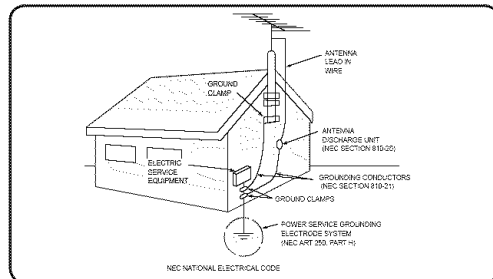 ANTENNA
LEAD IN
WIRE
GROUND
CLAMP
ANTENNA
DISCHARGE UNIT
(NEC SECTION 810-20)
ELECTRIC
SERVICE
EQUIPMENT
GROUNDING CONDUCTORS
(NEC SECTION 810-21)
GROUND CLAMPS
POWER SERVICE GROUNDING
ELECTRODE SYSTEM
(NEC ART 250, PART H)
NEC NATIONAL ELECTRICAL CODE